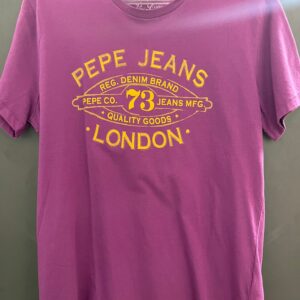 PEPE JEANS
REG. DENIM BRAND
PEPE CO. 73 JEANS MFG.
· QUALITY GOODS ·
· LONDON ·